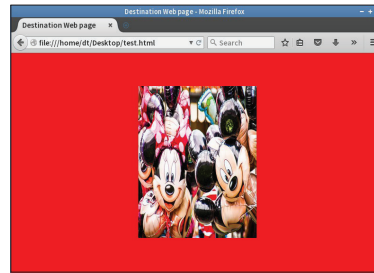 Destination Web page - Mozilla Firefox
Destination Web page
file:///home/dt/Desktop/test.html
Search